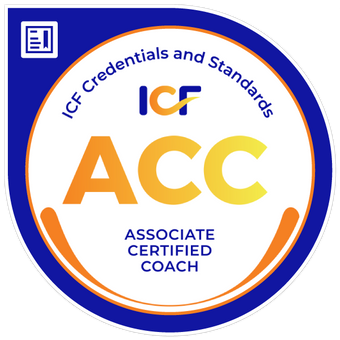 ICF Credentials and Standards
ICF
ACC
ASSOCIATE
CERTIFIED
COACH